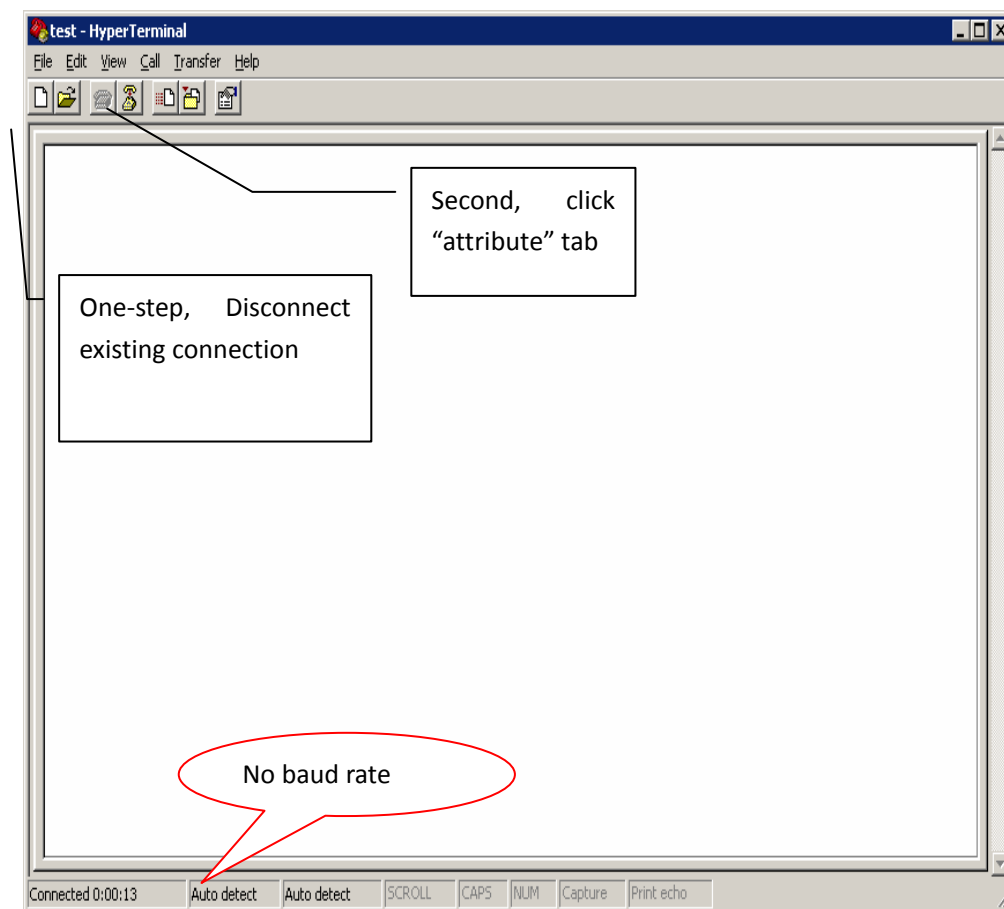 test - HyperTerminal
File Edit View Call Transfer Help
Second, click
“attribute” tab
One-step, Disconnect
existing connection
No baud rate
Connected 0:00:13 Auto detect Auto detect SCROLL CAPS NUM Capture Print echo